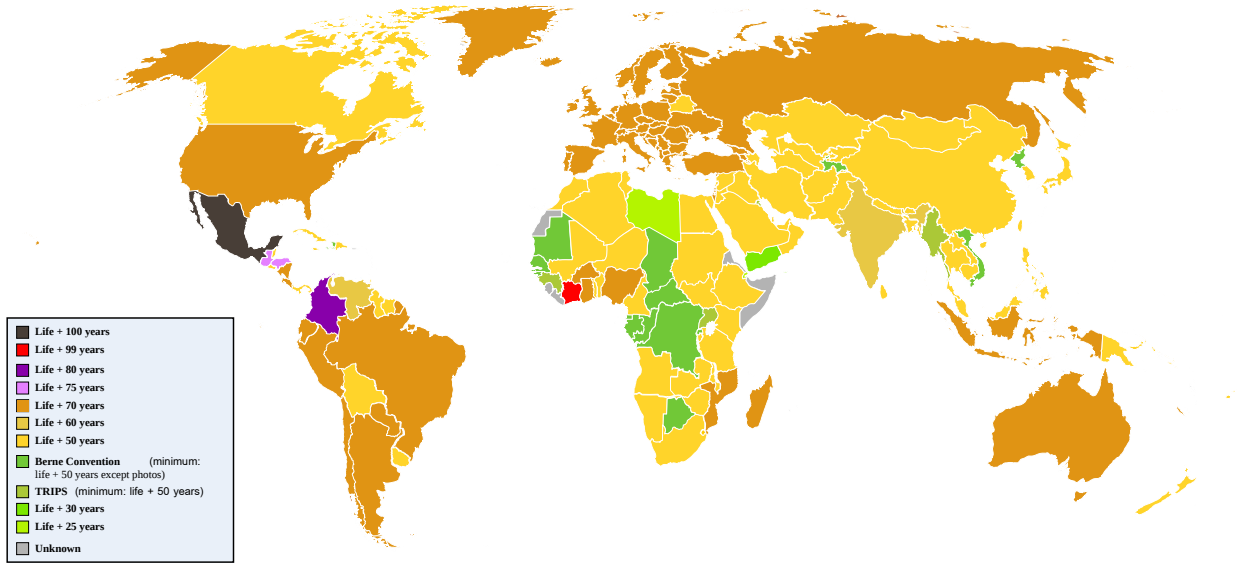 Life + 100 years
Life + 99 years
Life + 80 years
Life + 75 years
Life + 70 years
Life + 60 years
Life + 50 years
Berne Convention (minimum:
life + 50 years except photos)
TRIPS (minimum: life + 50 years)
Life + 30 years
Life + 25 years
Unknown